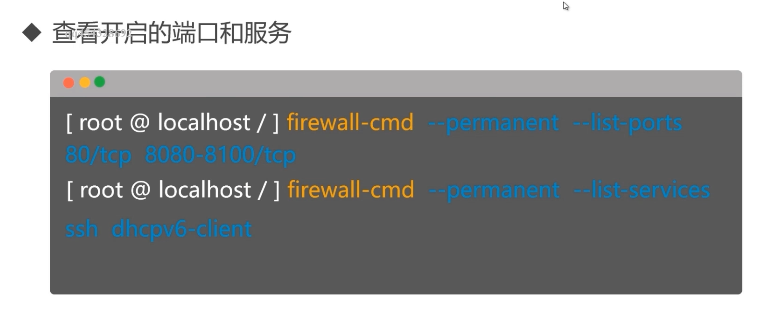 ◆ 查看开启的端口和服务
[ root @ localhost / ] firewall-cmd --permanent --list-ports
80/tcp 8080-8100/tcp
[ root @ localhost / ] firewall-cmd --permanent --list-services
ssh dhcpv6-client